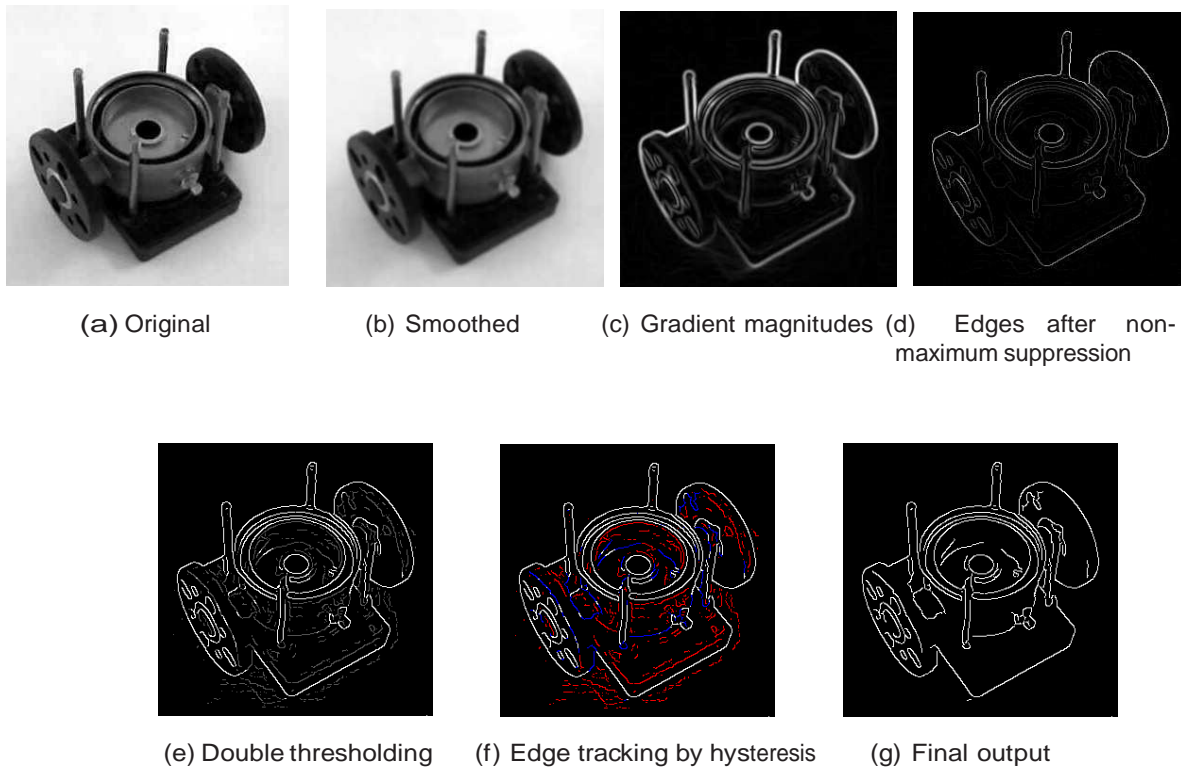 (a) Original
(b) Smoothed
(c) Gradient magnitudes
(d) Edges after non-
maximum suppression
(e) Double thresholding
(f) Edge tracking by hysteresis
(g) Final output